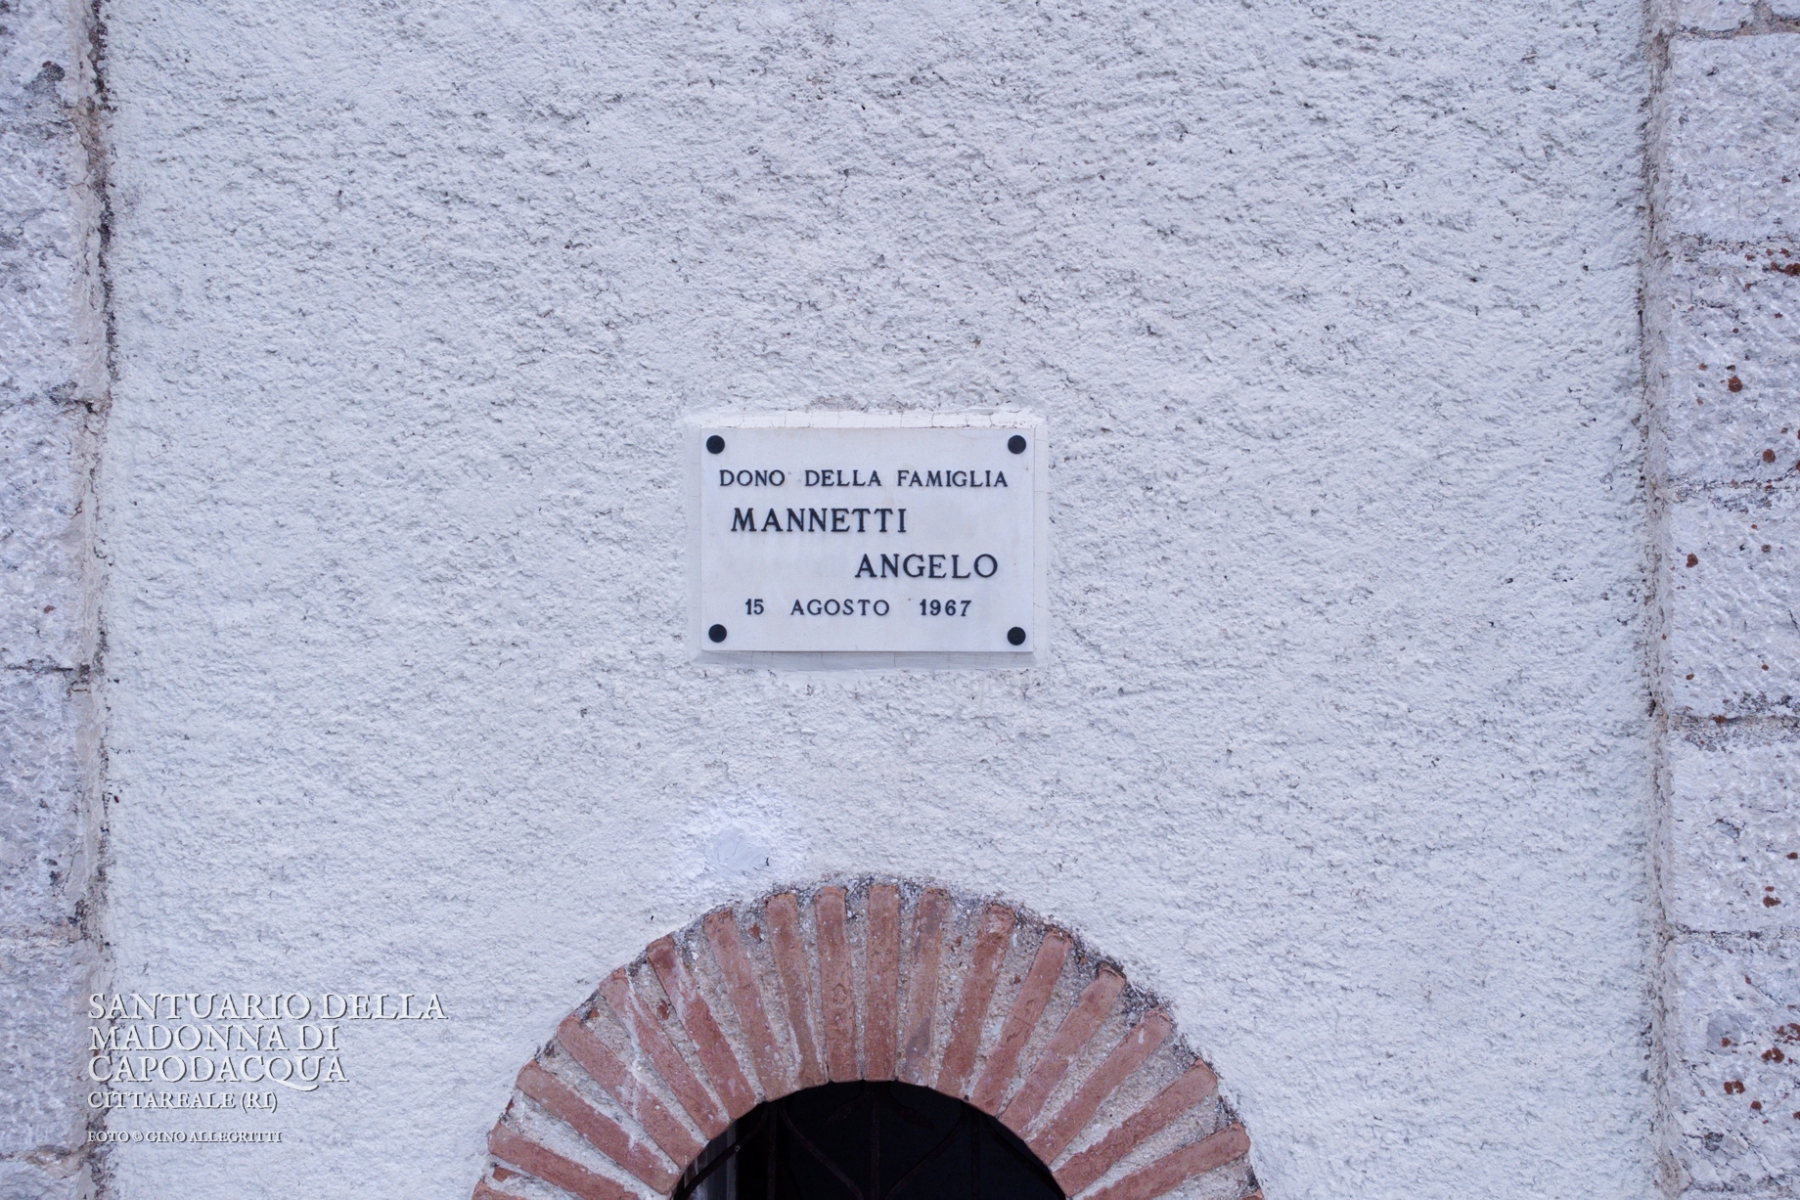 DONO DELLA FAMIGLIA
MANNETTI
ANGELO
15 AGOSTO 1967
SANTUARIO DELLA
MADONNA DI
CAPODACQUA
CITTAREALE (RI)
FOTO © GINO ALLEGRITTI